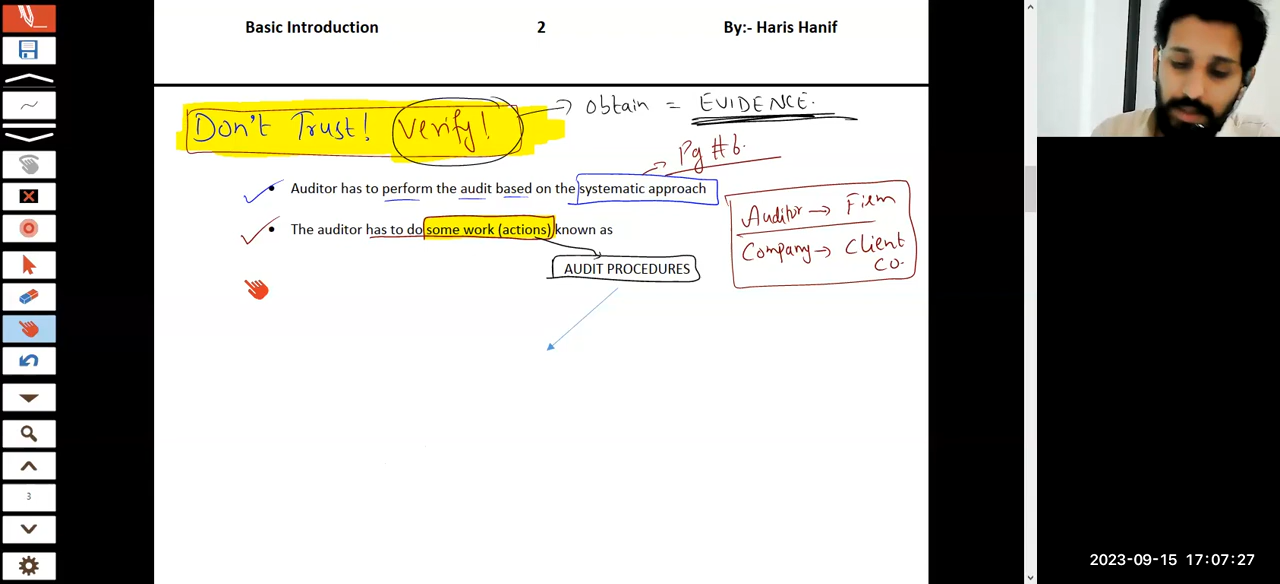 Basic Introduction 2 By:- Haris Hanif
Don't Trust! Verify! → obtain = EVIDENCE.
Pg #6.
• Auditor has to perform the audit based on the systematic approach
• The auditor has to do some work (actions) known as
AUDIT PROCEDURES
Auditor → Firm
Company → Client
Co.
3
2023-09-15 17:07:27